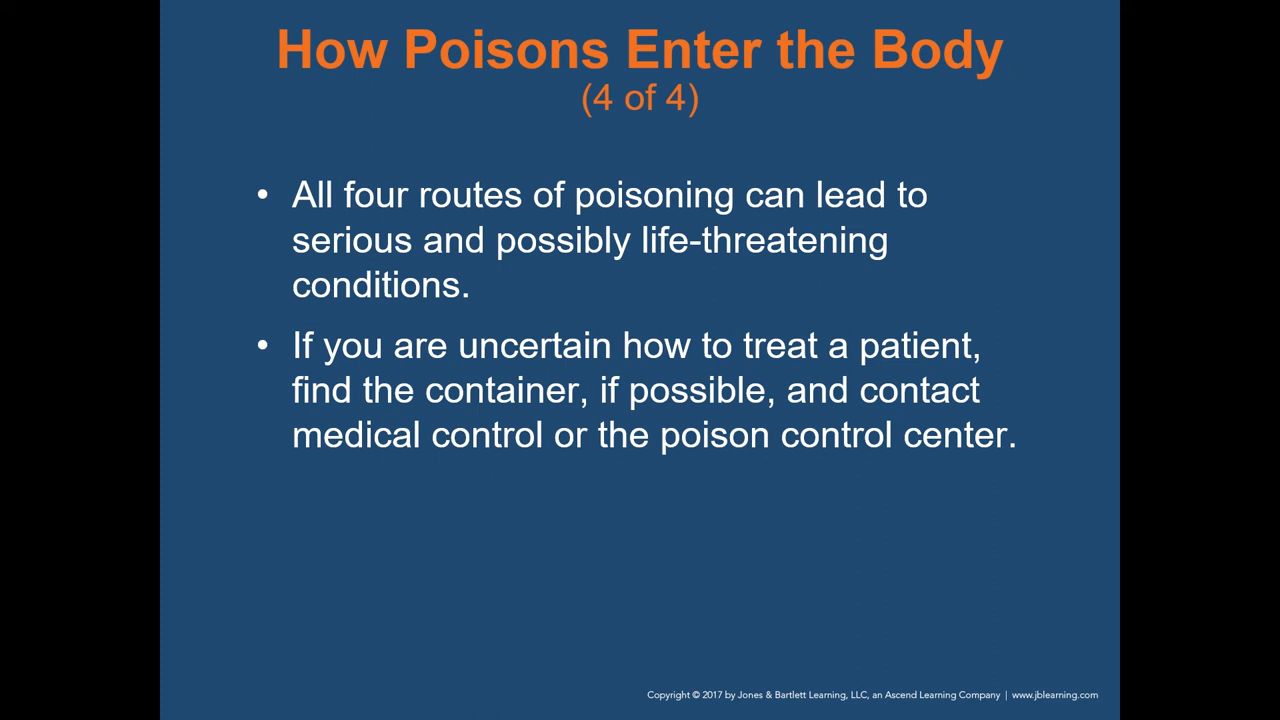 How Poisons Enter the Body
(4 of 4)
• All four routes of poisoning can lead to
serious and possibly life-threatening
conditions.
• If you are uncertain how to treat a patient,
find the container, if possible, and contact
medical control or the poison control center.
Copyright © 2017 by Jones & Bartlett Learning, LLC, an Ascend Learning Company | www.jblearning.com